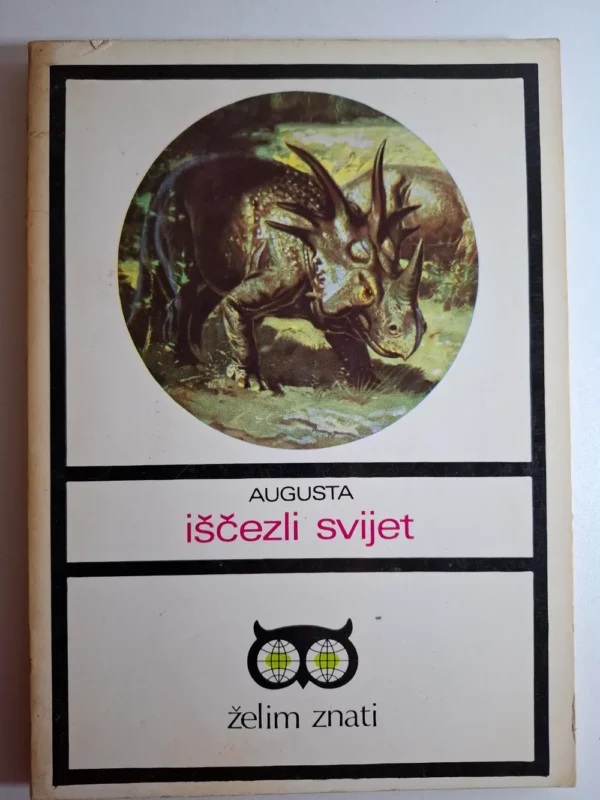 AUGUSTA
iščezli svijet
želim znati